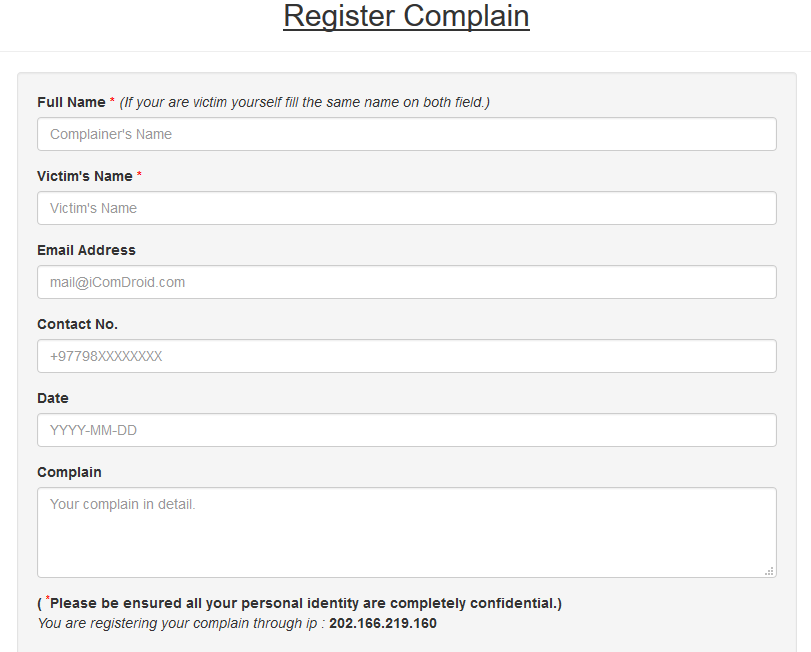 Register Complain
Full Name * (If your are victim yourself fill the same name on both field.)
Complainer's Name
Victim's Name *
Victim's Name
Email Address
mail@iComDroid.com
Contact No.
+97798XXXXXXXX
Date
YYYY-MM-DD
Complain
Your complain in detail.
( *Please be ensured all your personal identity are completely confidential.)
You are registering your complain through ip : 202.166.219.160